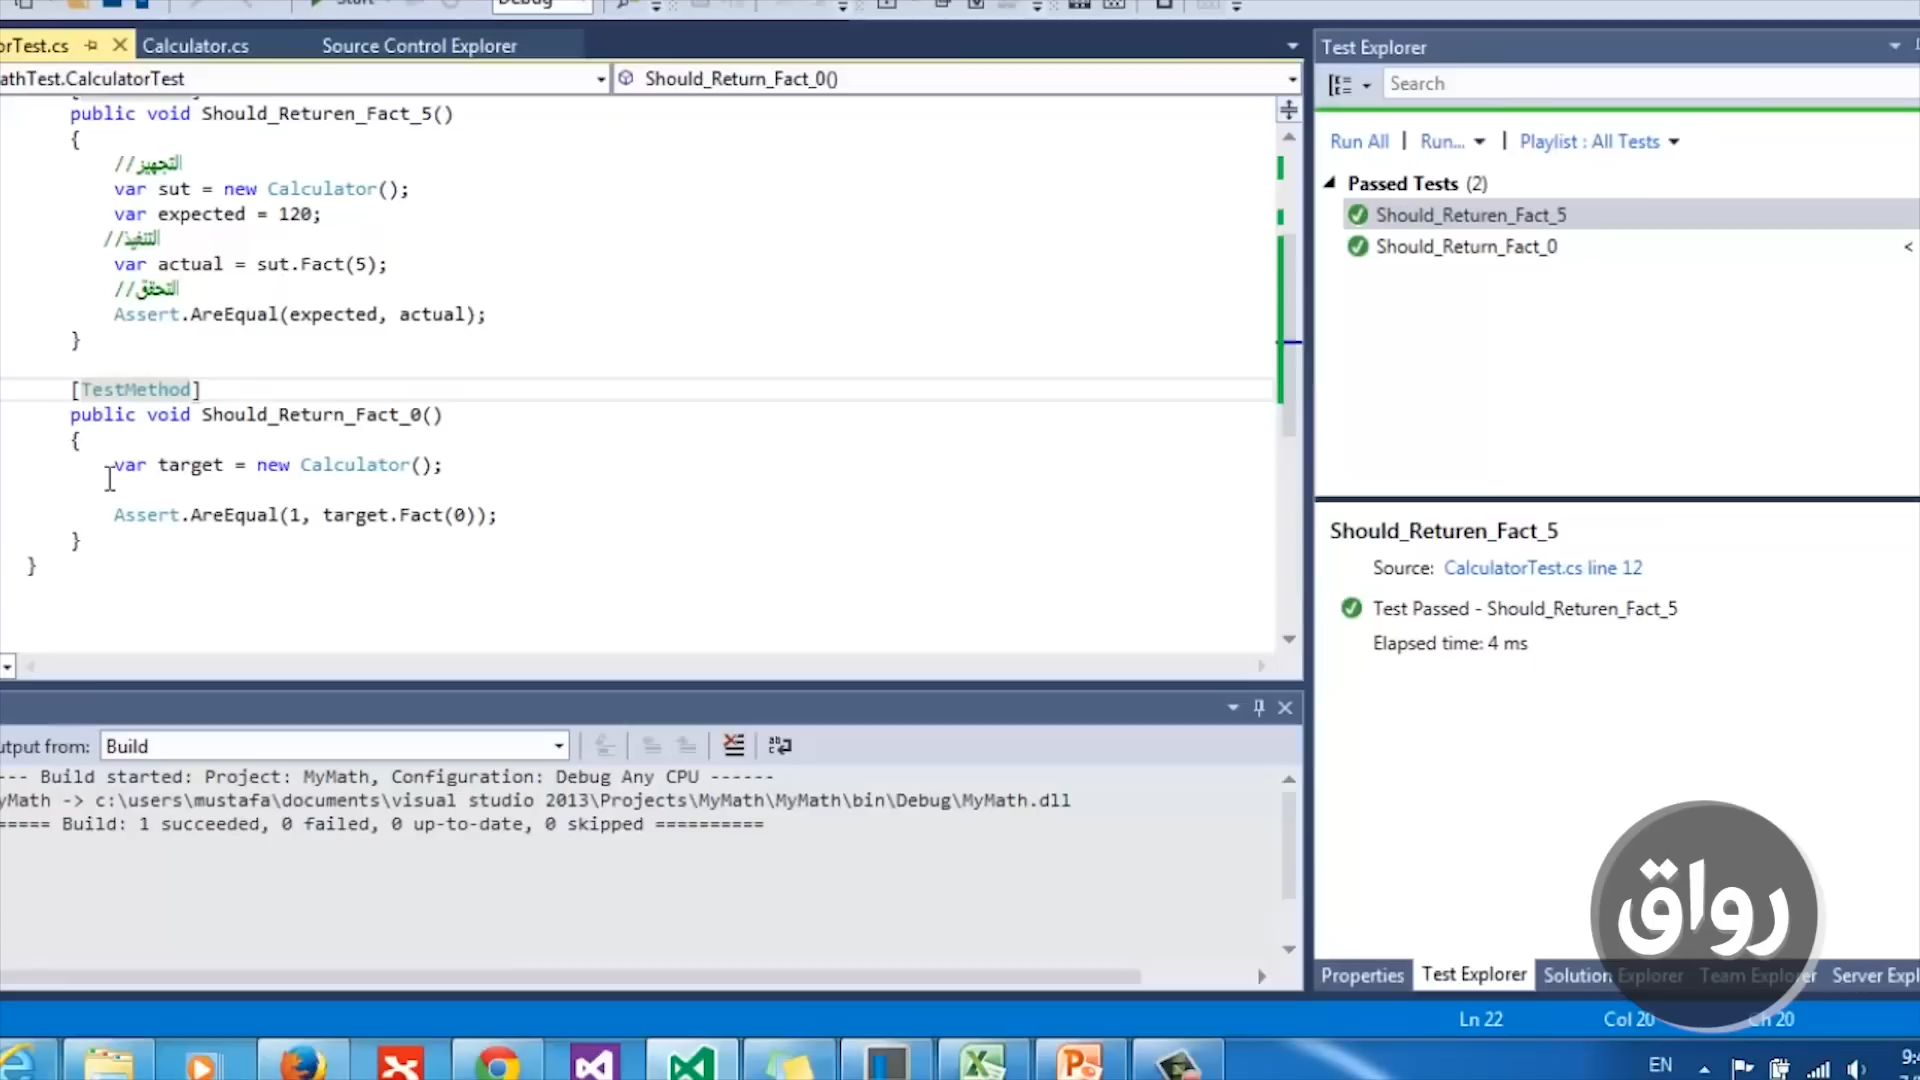 Start
Debug
orTest.cs
Calculator.cs
Source Control Explorer
athTest.CalculatorTest
Should_Return_Fact_0()
public void Should_Returen_Fact_5()
{
//التجهيز
var sut = new Calculator();
var expected = 120;
//التنفيذ
var actual = sut.Fact(5);
//التحقق
Assert.AreEqual(expected, actual);
}
[TestMethod]
public void Should_Return_Fact_0()
{
var target = new Calculator();
Assert.AreEqual(1, target.Fact(0));
}
}
Test Explorer
Search
Run All | Run... | Playlist : All Tests
Passed Tests (2)
Should_Returen_Fact_5
Should_Return_Fact_0 <
Should_Returen_Fact_5
Source: CalculatorTest.cs line 12
Test Passed - Should_Returen_Fact_5
Elapsed time: 4 ms
utput from: Build
--- Build started: Project: MyMath, Configuration: Debug Any CPU ------
yMath -> c:\users\mustafa\documents\visual studio 2013\Projects\MyMath\MyMath\bin\Debug\MyMath.dll
===== Build: 1 succeeded, 0 failed, 0 up-to-date, 0 skipped ==========
رواق
Properties
Test Explorer
Solution Explorer
Team Explorer
Server Expl
Ln 22
Col 20
Ch 20
EN
9:4